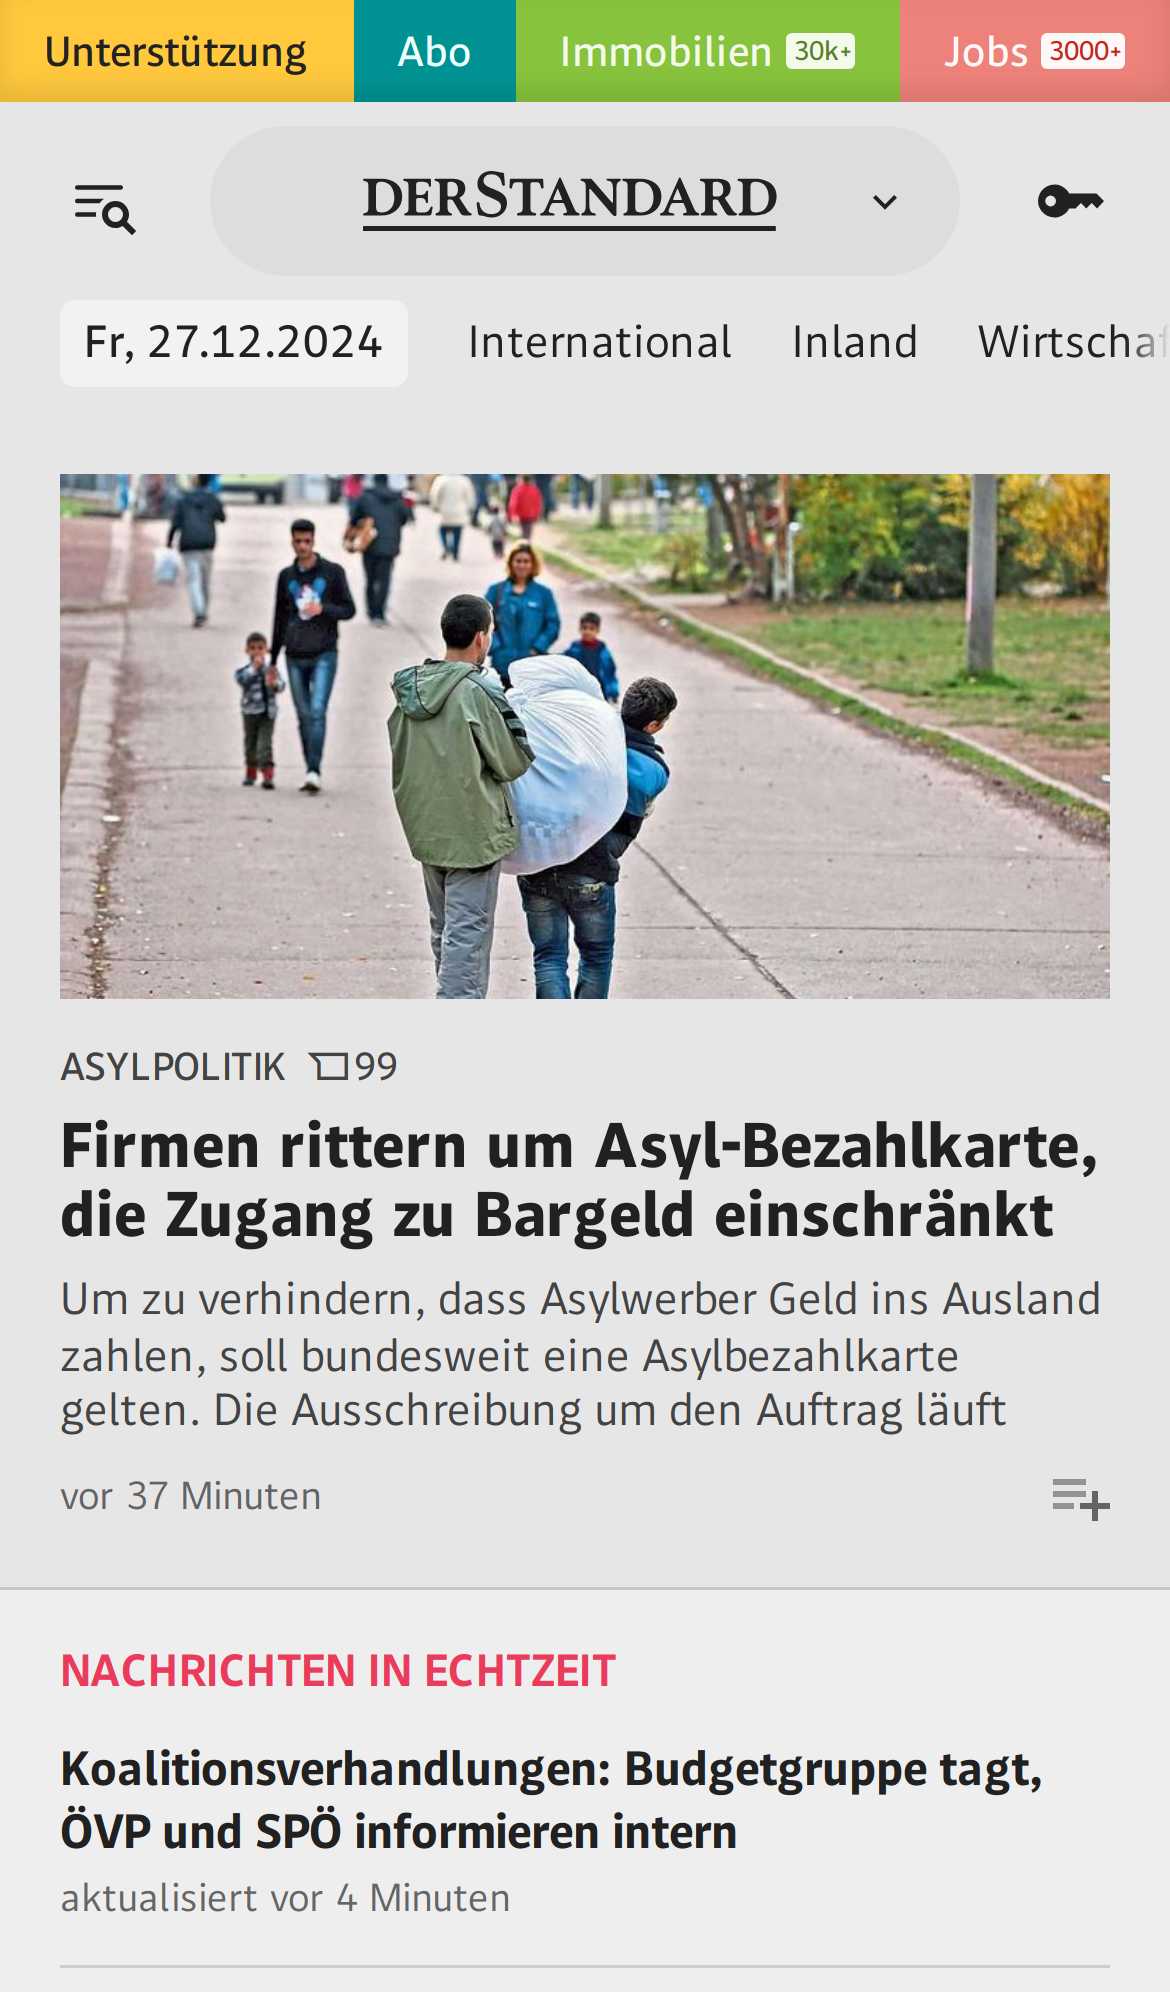 Unterstützung Abo Immobilien 30k+ Jobs 3000+
DERSTANDARD
Fr, 27.12.2024 International Inland
ASYLPOLITIK 99
Firmen rittern um Asyl-Bezahlkarte,
die Zugang zu Bargeld einschränkt
Um zu verhindern, dass Asylwerber Geld ins Ausland
zahlen, soll bundesweit eine Asylbezahlkarte
gelten. Die Ausschreibung um den Auftrag läuft
vor 37 Minuten
NACHRICHTEN IN ECHTZEIT
Koalitionsverhandlungen: Budgetgruppe tagt,
ÖVP und SPÖ informieren intern
aktualisiert vor 4 Minuten